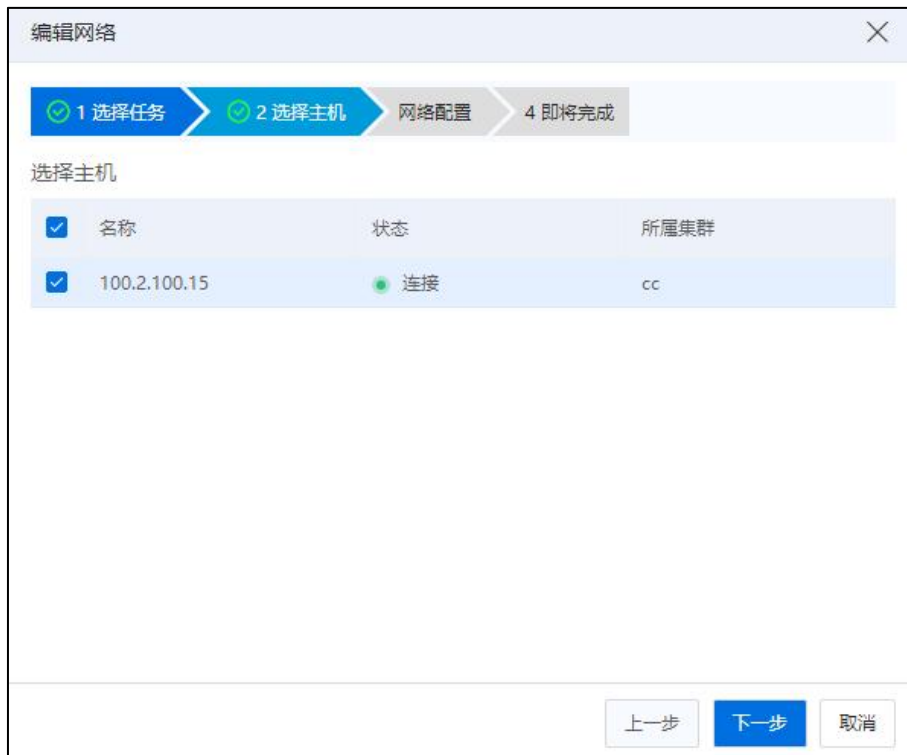 编辑网络
1 选择任务 2 选择主机 网络配置 4 即将完成
选择主机
名称 状态 所属集群
100.2.100.15 连接 cc
上一步 下一步 取消